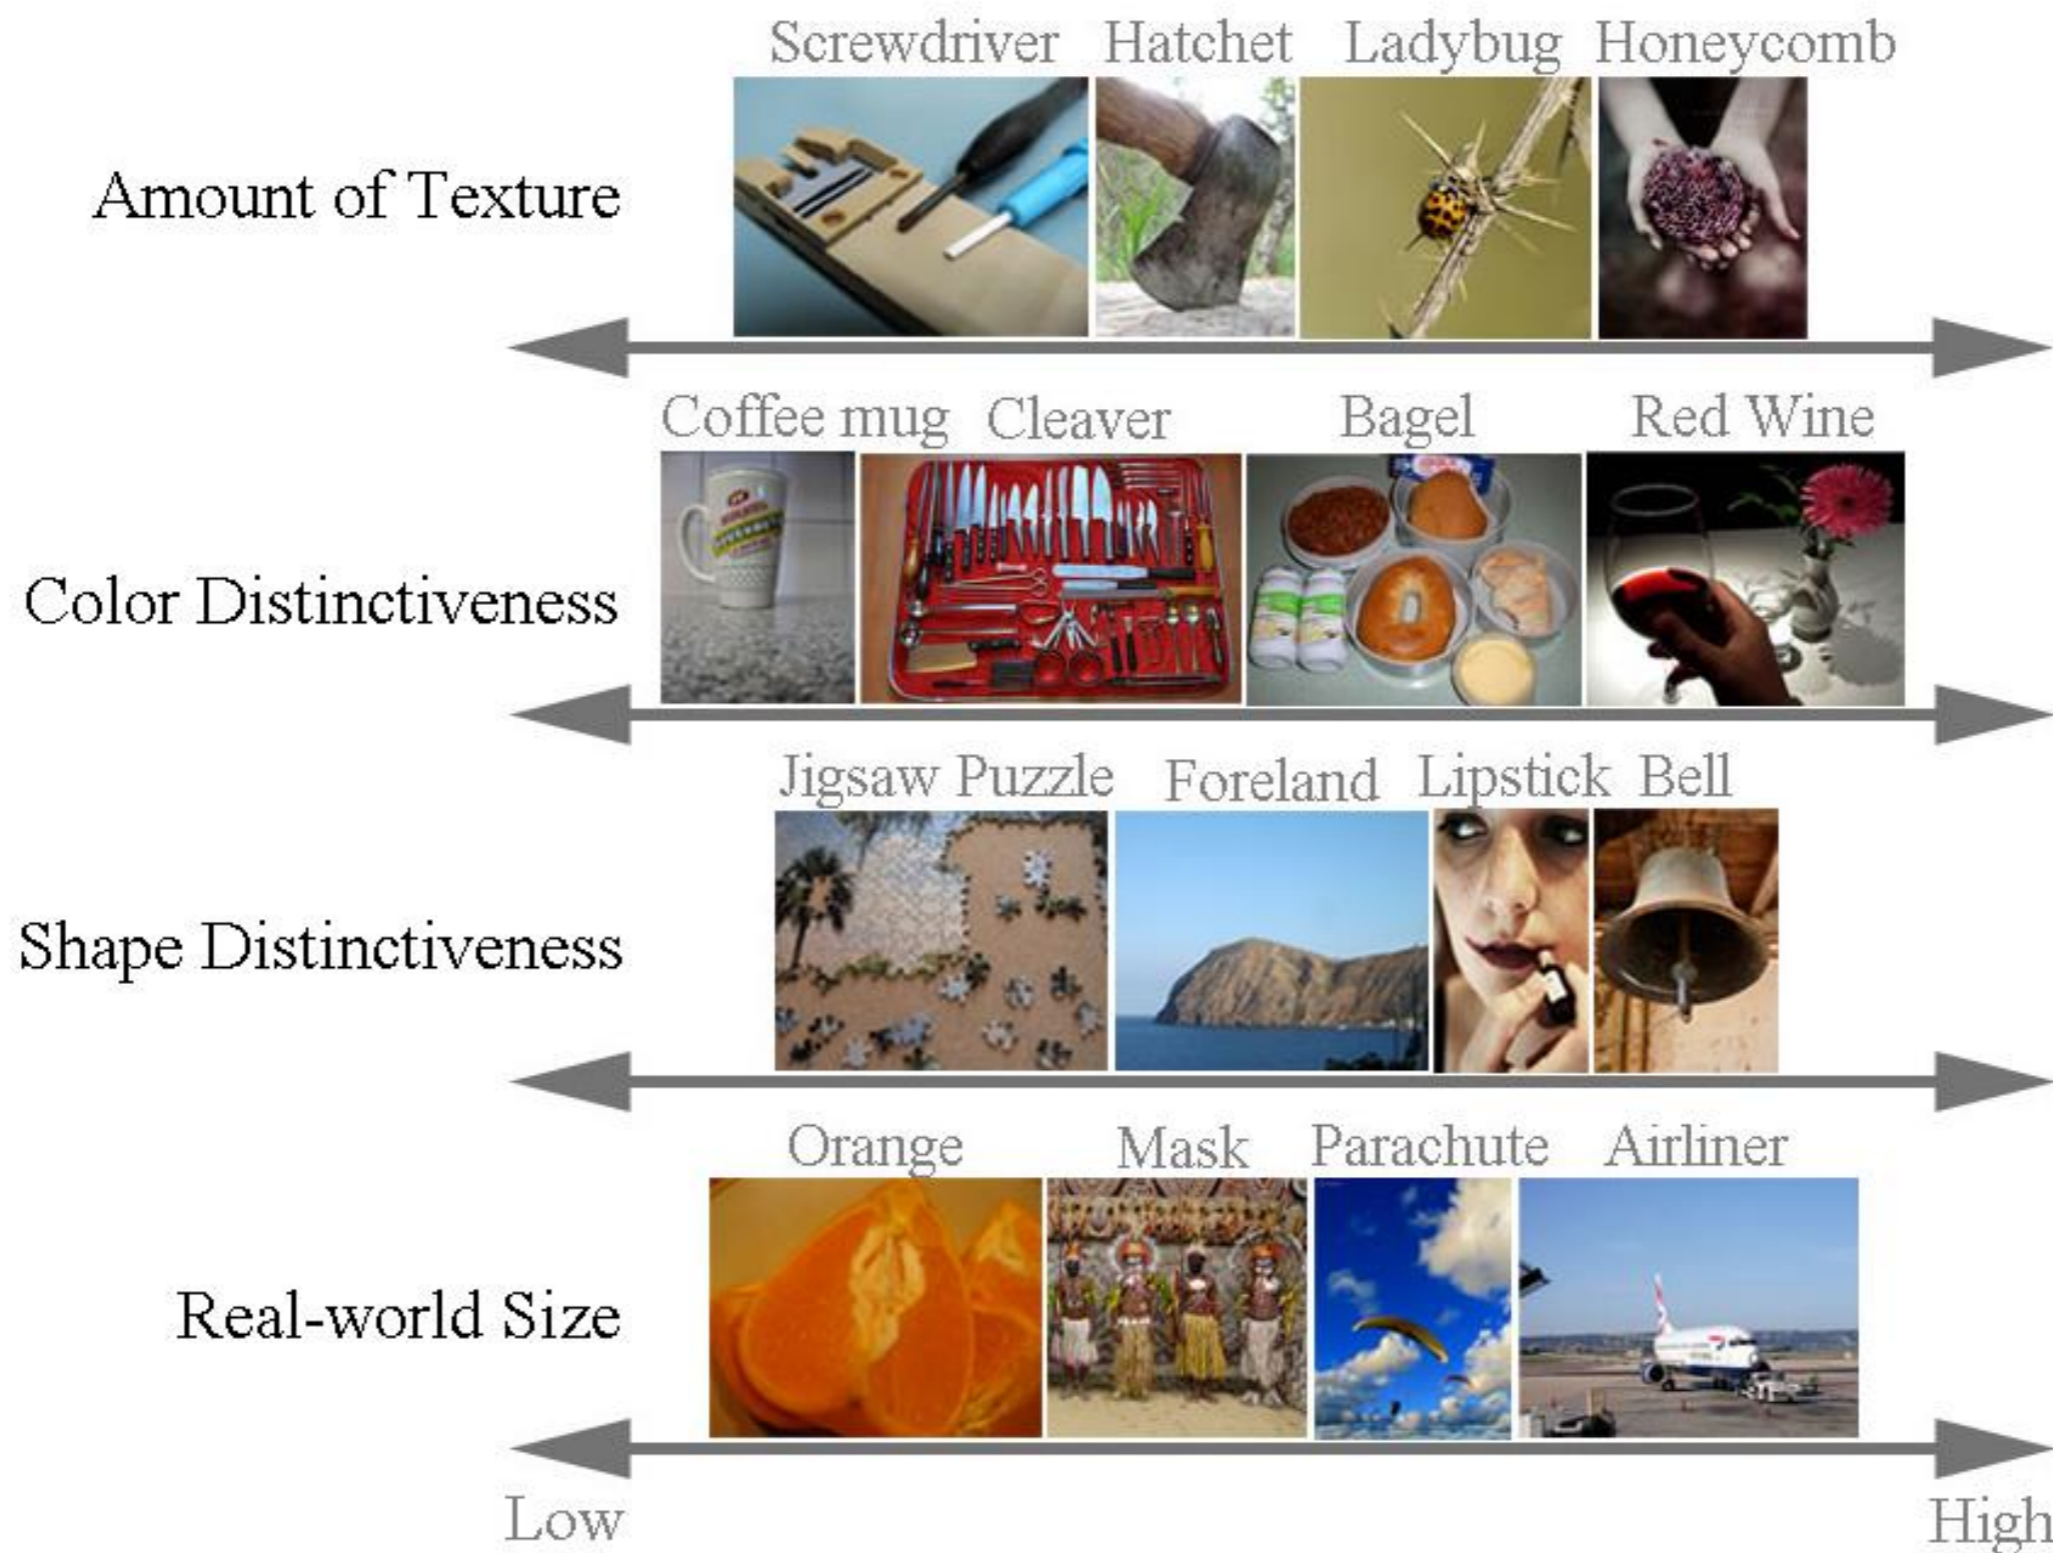 Screwdriver Hatchet Ladybug Honeycomb
Amount of Texture
Coffee mug Cleaver Bagel Red Wine
Color Distinctiveness
Jigsaw Puzzle Foreland Lipstick Bell
Shape Distinctiveness
Orange Mask Parachute Airliner
Real-world Size
Low High